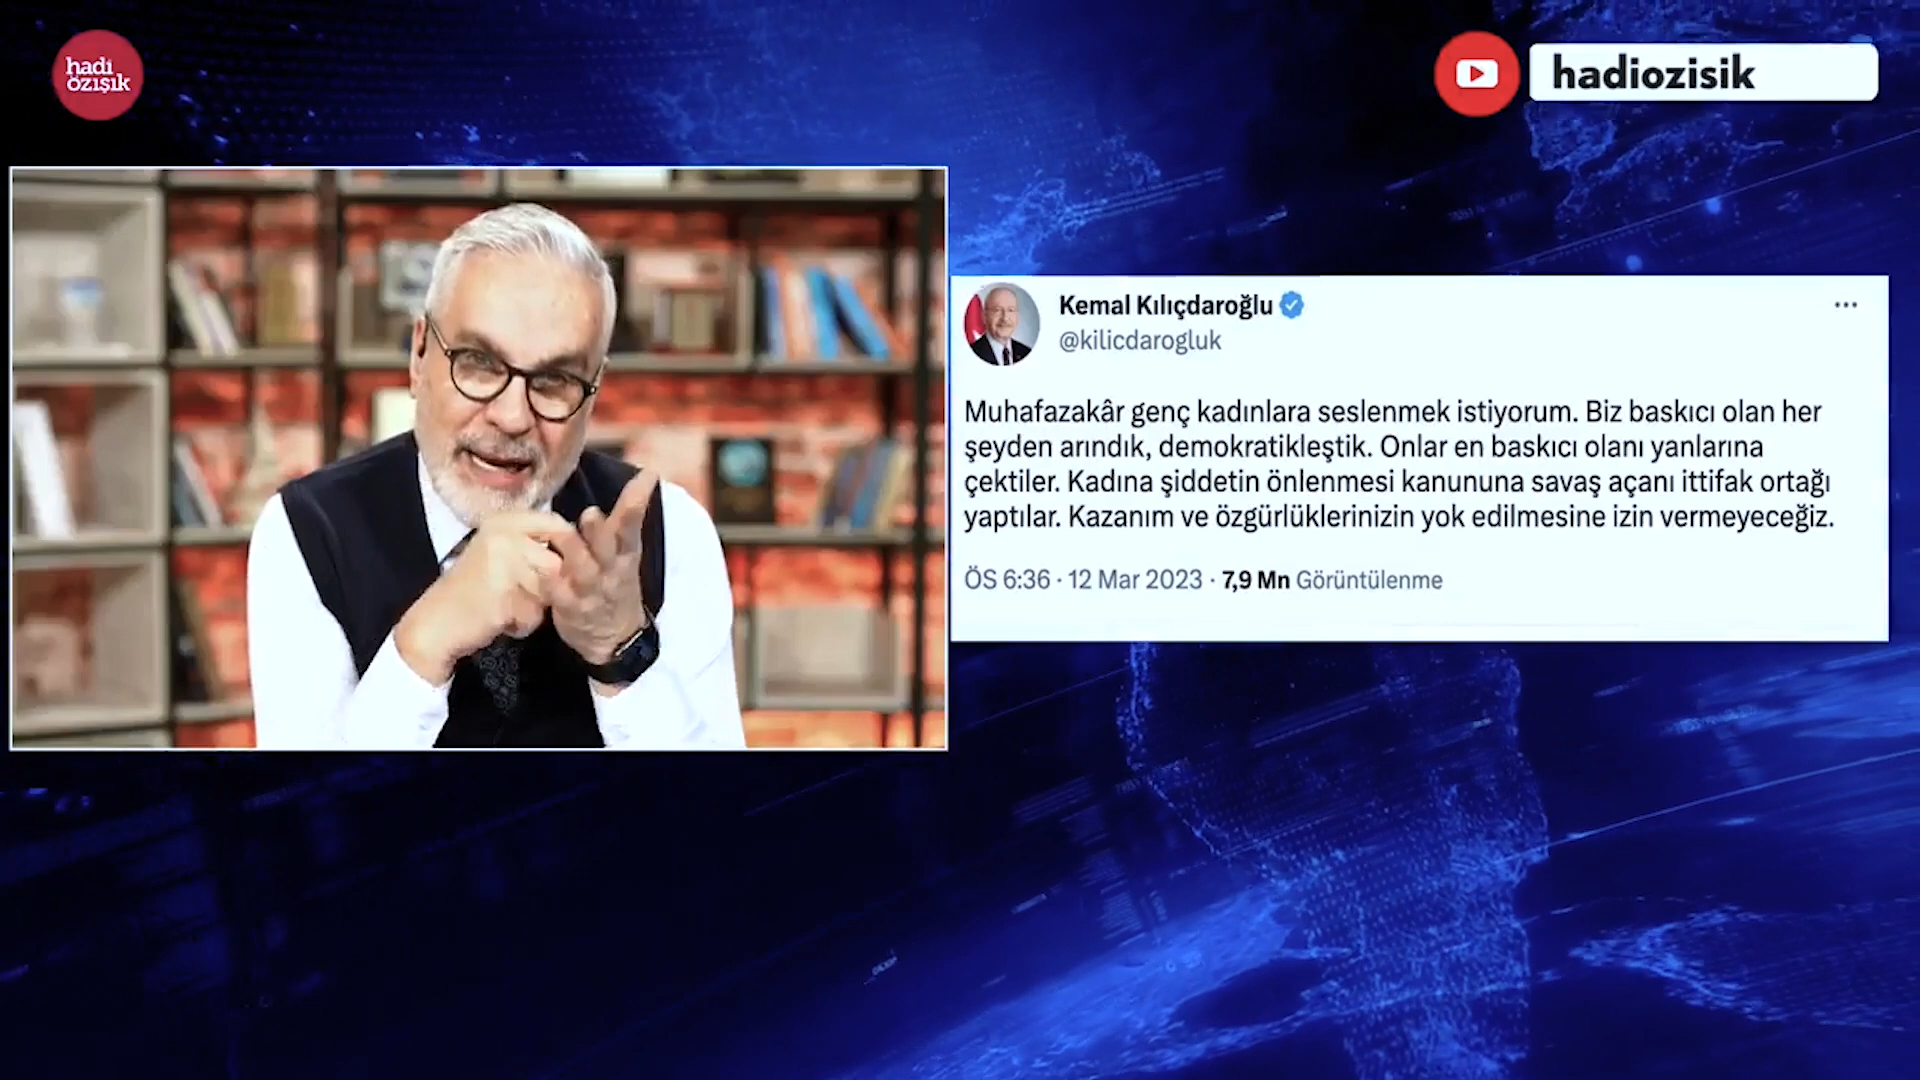 hadi
özışık
hadiozisik
Kemal Kılıçdaroğlu
@kilicdarogluk
Muhafazakâr genç kadınlara seslenmek istiyorum. Biz baskıcı olan her
şeyden arındık, demokratikleştik. Onlar en baskıcı olanı yanlarına
çektiler. Kadına şiddetin önlenmesi kanununa savaş açanı ittifak ortağı
yaptılar. Kazanım ve özgürlüklerinizin yok edilmesine izin vermeyeceğiz.
ÖS 6:36 · 12 Mar 2023 · 7,9 Mn Görüntülenme